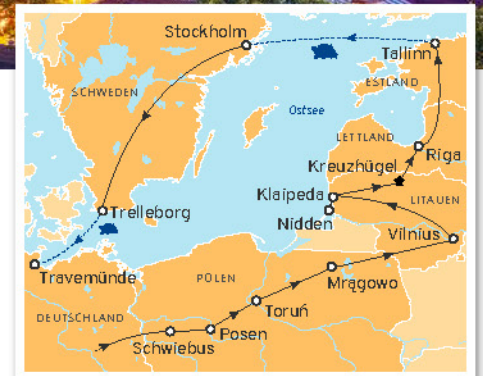 Stockholm
Tallinn
SCHWEDEN
ESTLAND
Ostsee
LETTLAND
Riga
Kreuzhügel
Klaipeda
LITAUEN
Trelleborg
Nidden
Vilnius
Travemünde
POLEN
Mrągowo
DEUTSCHLAND
Toruń
Posen
Schwiebus